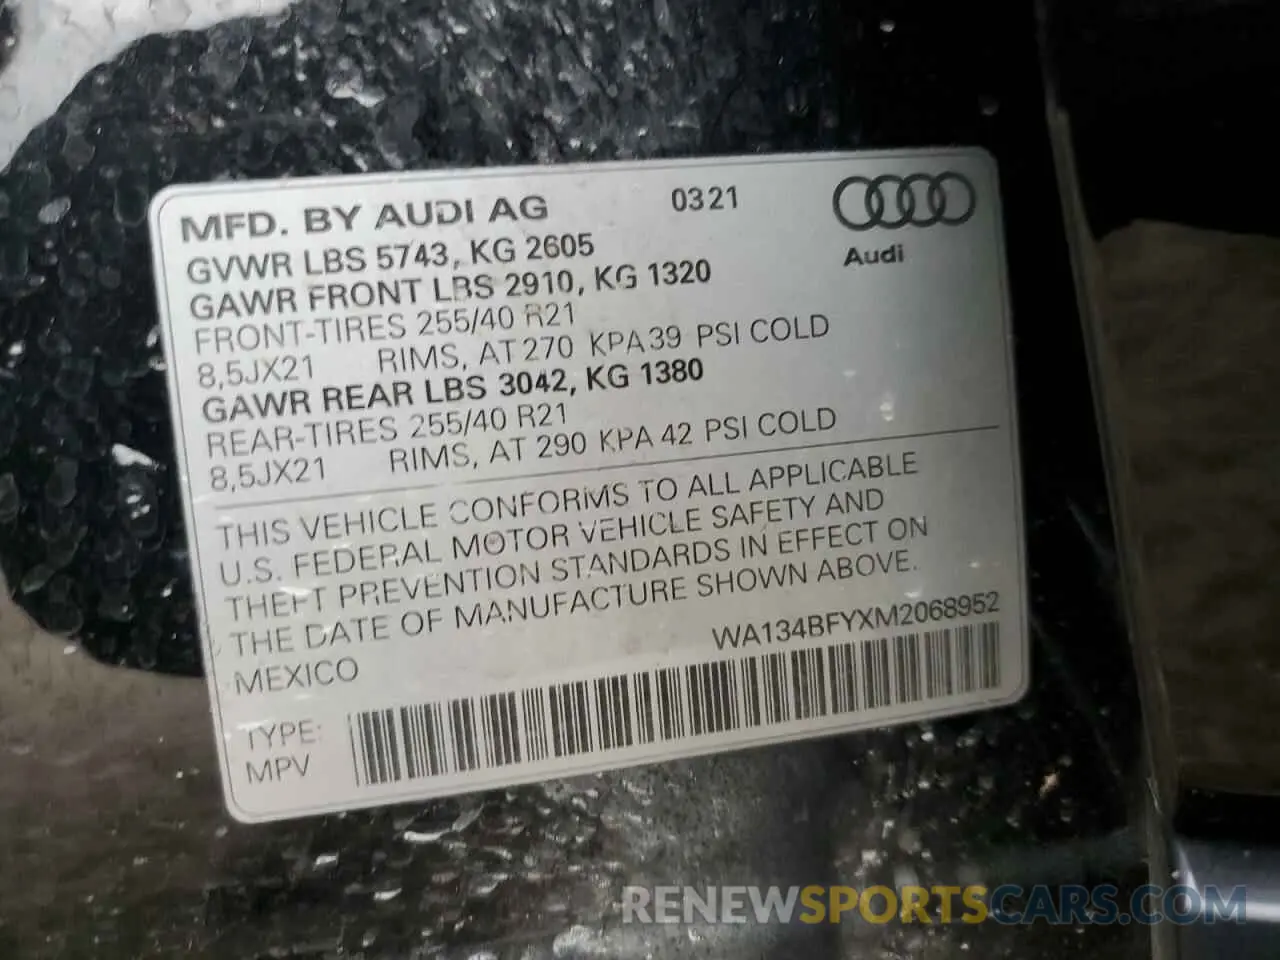 MFD. BY AUDI AG 0321
Audi
GVWR LBS 5743, KG 2605
GAWR FRONT LBS 2910, KG 1320
FRONT-TIRES 255/40 R21
8,5JX21 RIMS, AT 270 KPA 39 PSI COLD
GAWR REAR LBS 3042, KG 1380
REAR-TIRES 255/40 R21
8,5JX21 RIMS, AT 290 KPA 42 PSI COLD
THIS VEHICLE CONFORMS TO ALL APPLICABLE
U.S. FEDERAL MOTOR VEHICLE SAFETY AND
THEFT PREVENTION STANDARDS IN EFFECT ON
THE DATE OF MANUFACTURE SHOWN ABOVE.
WA134BFYXM2068952
MEXICO
TYPE:
MPV
RENEWSPORTSCARS.COM